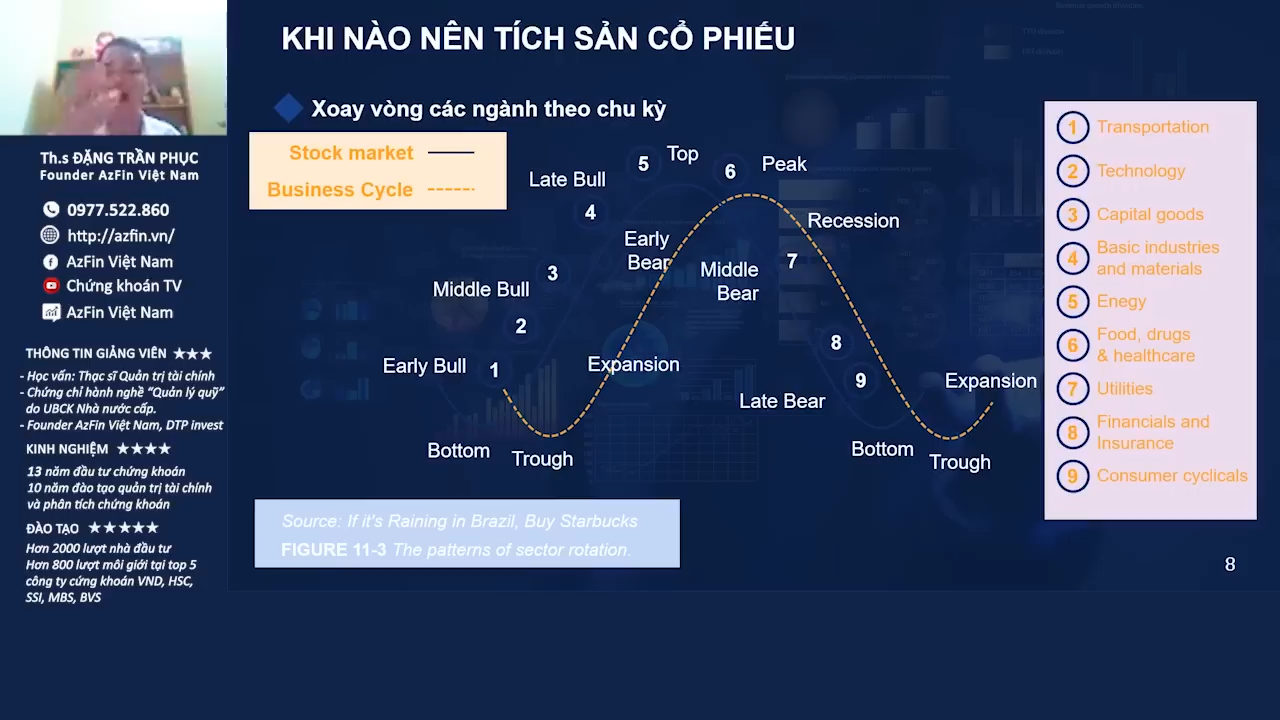 KHI NÀO NÊN TÍCH SẢN CỔ PHIẾU
Xoay vòng các ngành theo chu kỳ
Stock market
Business Cycle
Th.s ĐẶNG TRẦN PHỤC
Founder AzFin Việt Nam
0977.522.860
http://azfin.vn/
AzFin Việt Nam
Chứng khoán TV
AzFin Việt Nam
THÔNG TIN GIẢNG VIÊN ★★★
- Học vấn: Thạc sĩ Quản trị tài chính
- Chứng chỉ hành nghề "Quản lý quỹ"
do UBCK Nhà nước cấp.
- Founder AzFin Việt Nam, DTP invest
KINH NGHIỆM ★★★★
13 năm đầu tư chứng khoán
10 năm đào tạo quản trị tài chính
và phân tích chứng khoán
ĐÀO TẠO ★★★★★
Hơn 2000 lượt nhà đầu tư
Hơn 800 lượt môi giới tại top 5
công ty cứng khoán VND, HSC,
SSI, MBS, BVS
5 Top
6 Peak
Late Bull
4
Recession
Early
Bear
3
7
Middle
Bear
Middle Bull
2
8
Early Bull 1
Expansion
9
Expansion
Late Bear
Bottom
Trough
Bottom
Trough
1 Transportation
2 Technology
3 Capital goods
4 Basic industries
and materials
5 Enegy
6 Food, drugs
& healthcare
7 Utilities
8 Financials and
Insurance
9 Consumer cyclicals
Source: If it's Raining in Brazil, Buy Starbucks
FIGURE 11-3 The patterns of sector rotation.
8